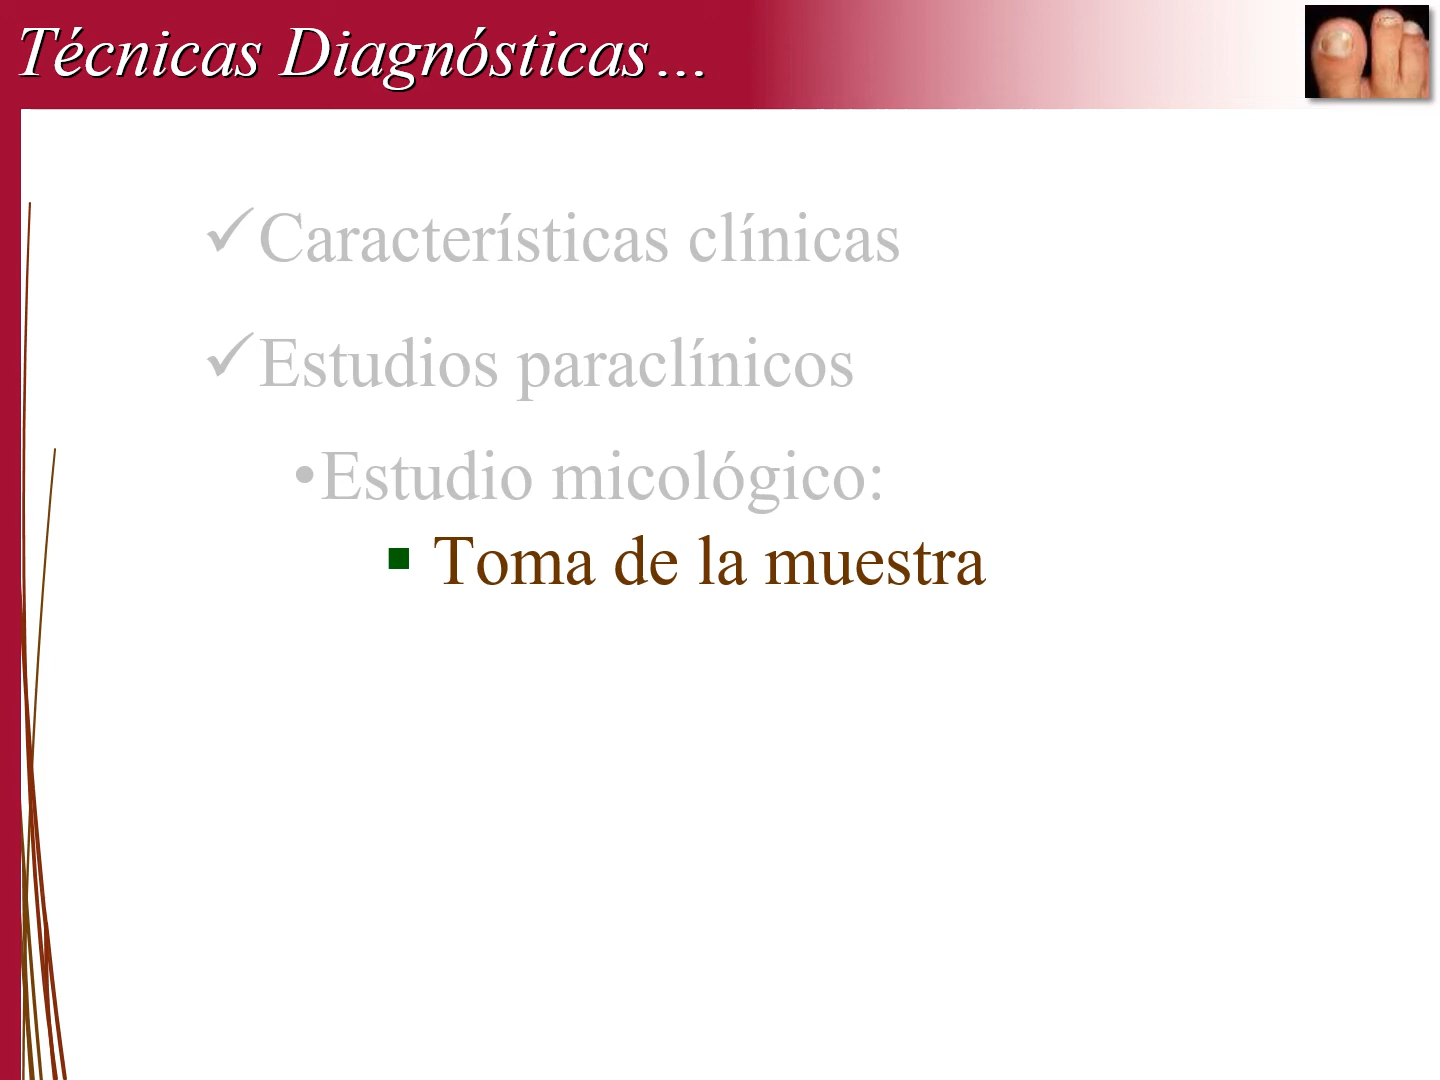 Técnicas Diagnósticas…
✓Características clínicas
✓Estudios paraclínicos
•Estudio micológico:
▪ Toma de la muestra